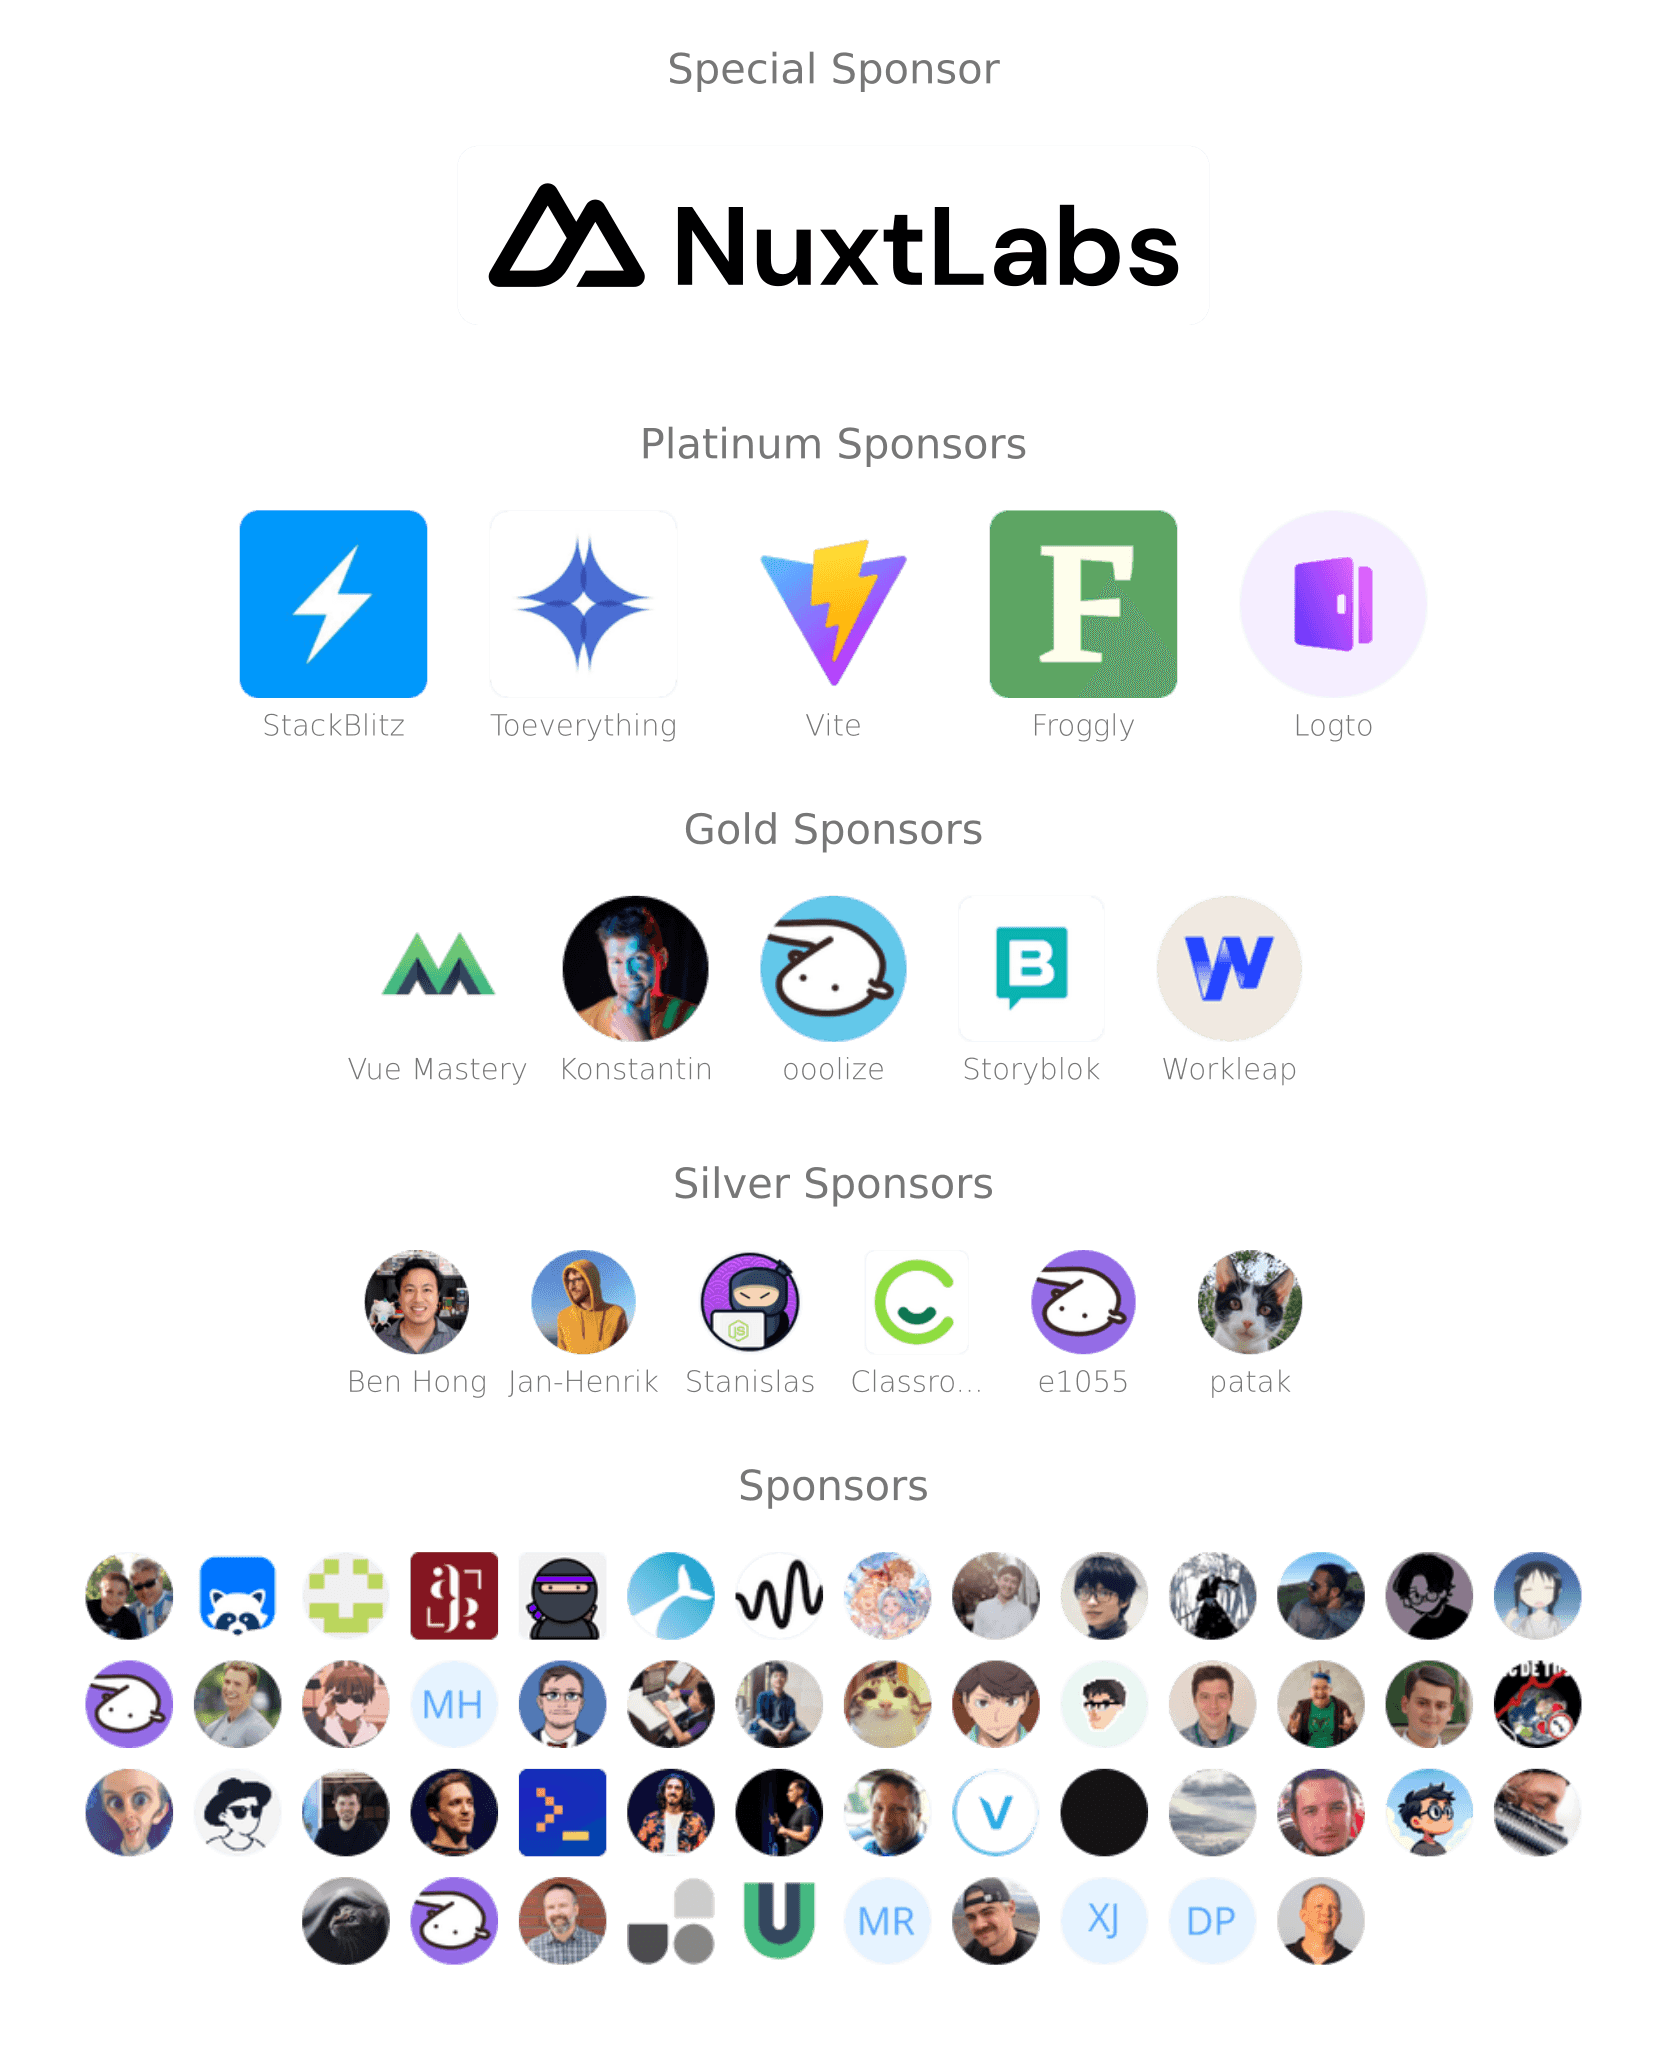 Special Sponsor
NuxtLabs
Platinum Sponsors
F
StackBlitz Toeverything Vite Froggly Logto
Gold Sponsors
B W
Vue Mastery Konstantin ooolize Storyblok Workleap
Silver Sponsors
JS
Ben Hong Jan-Henrik Stanislas Classro... e1055 patak
Sponsors
MH
V
U MR XJ DP